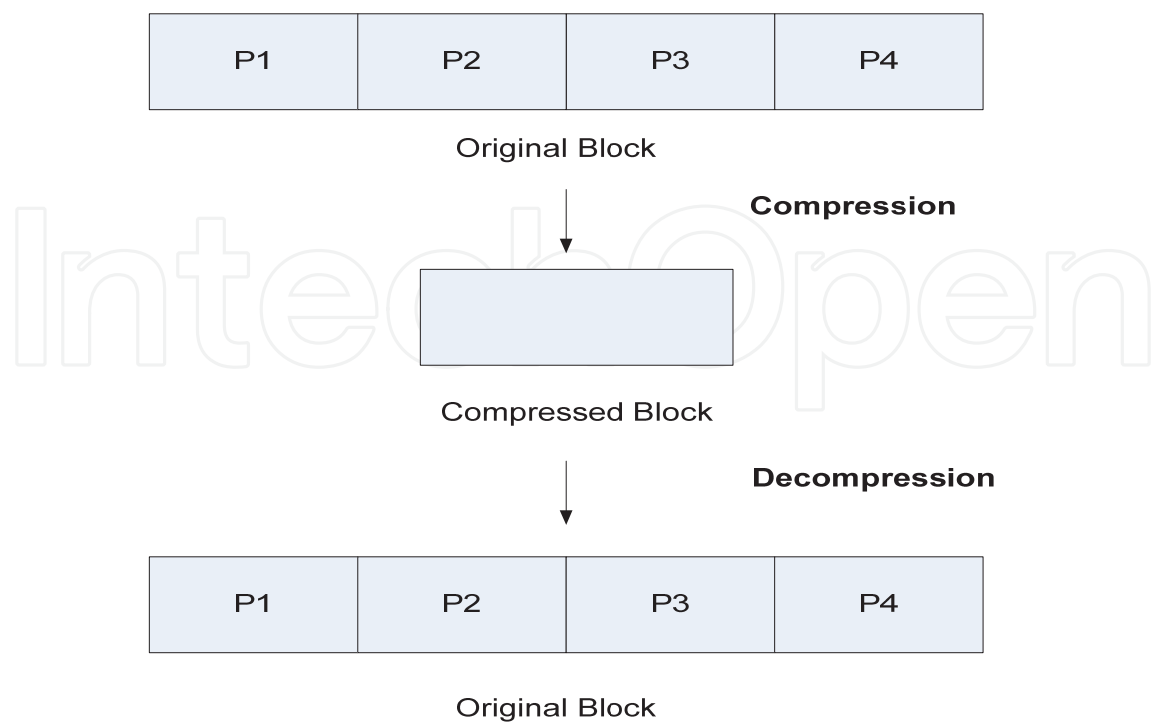 P1 P2 P3 P4
Original Block
Compression
IntechOpen
Compressed Block
Decompression
P1 P2 P3 P4
Original Block